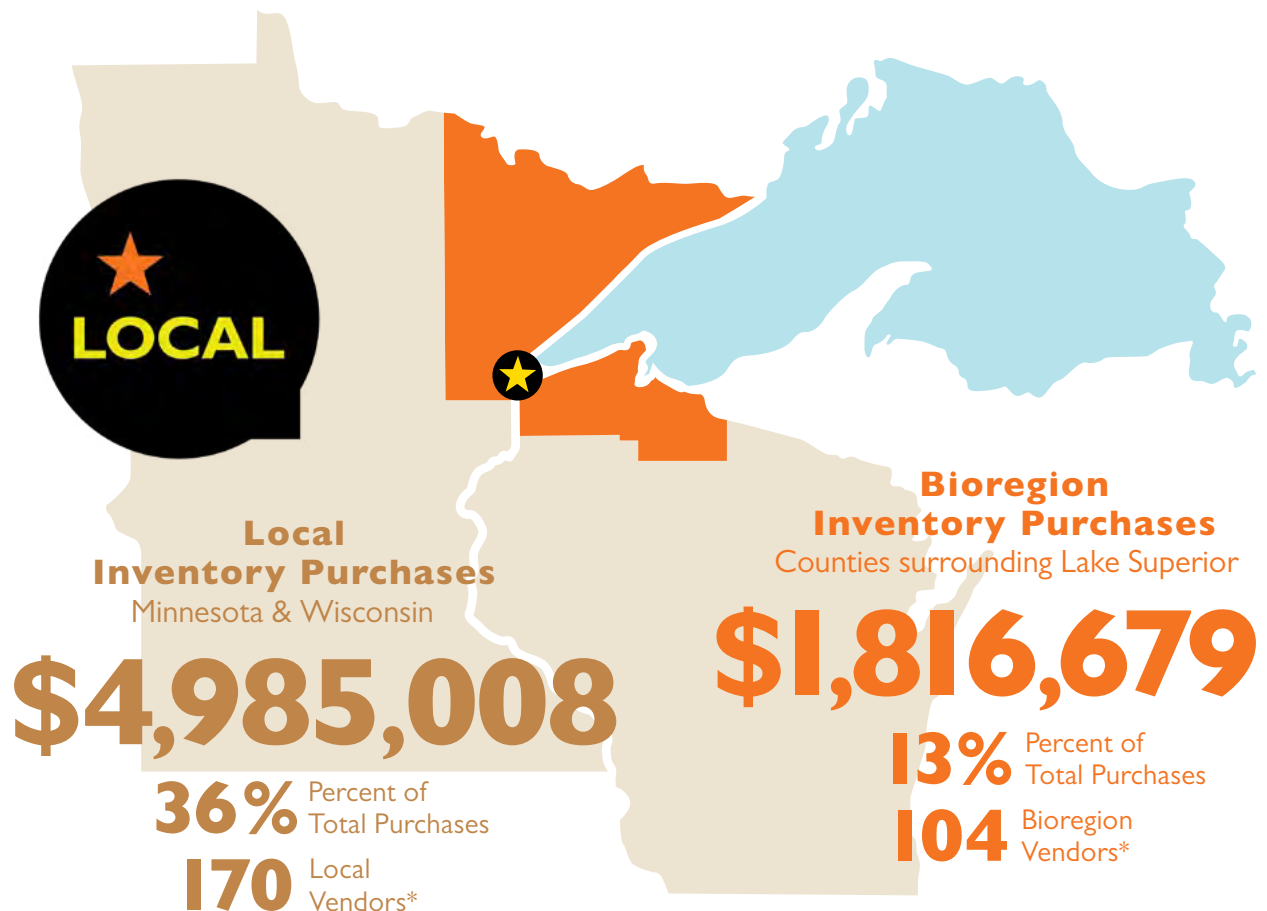 LOCAL
Local
Inventory Purchases
Minnesota & Wisconsin
$4,985,008
36% Percent of
Total Purchases
170 Local
Vendors*
Bioregion
Inventory Purchases
Counties surrounding Lake Superior
$1,816,679
13% Percent of
Total Purchases
104 Bioregion
Vendors*